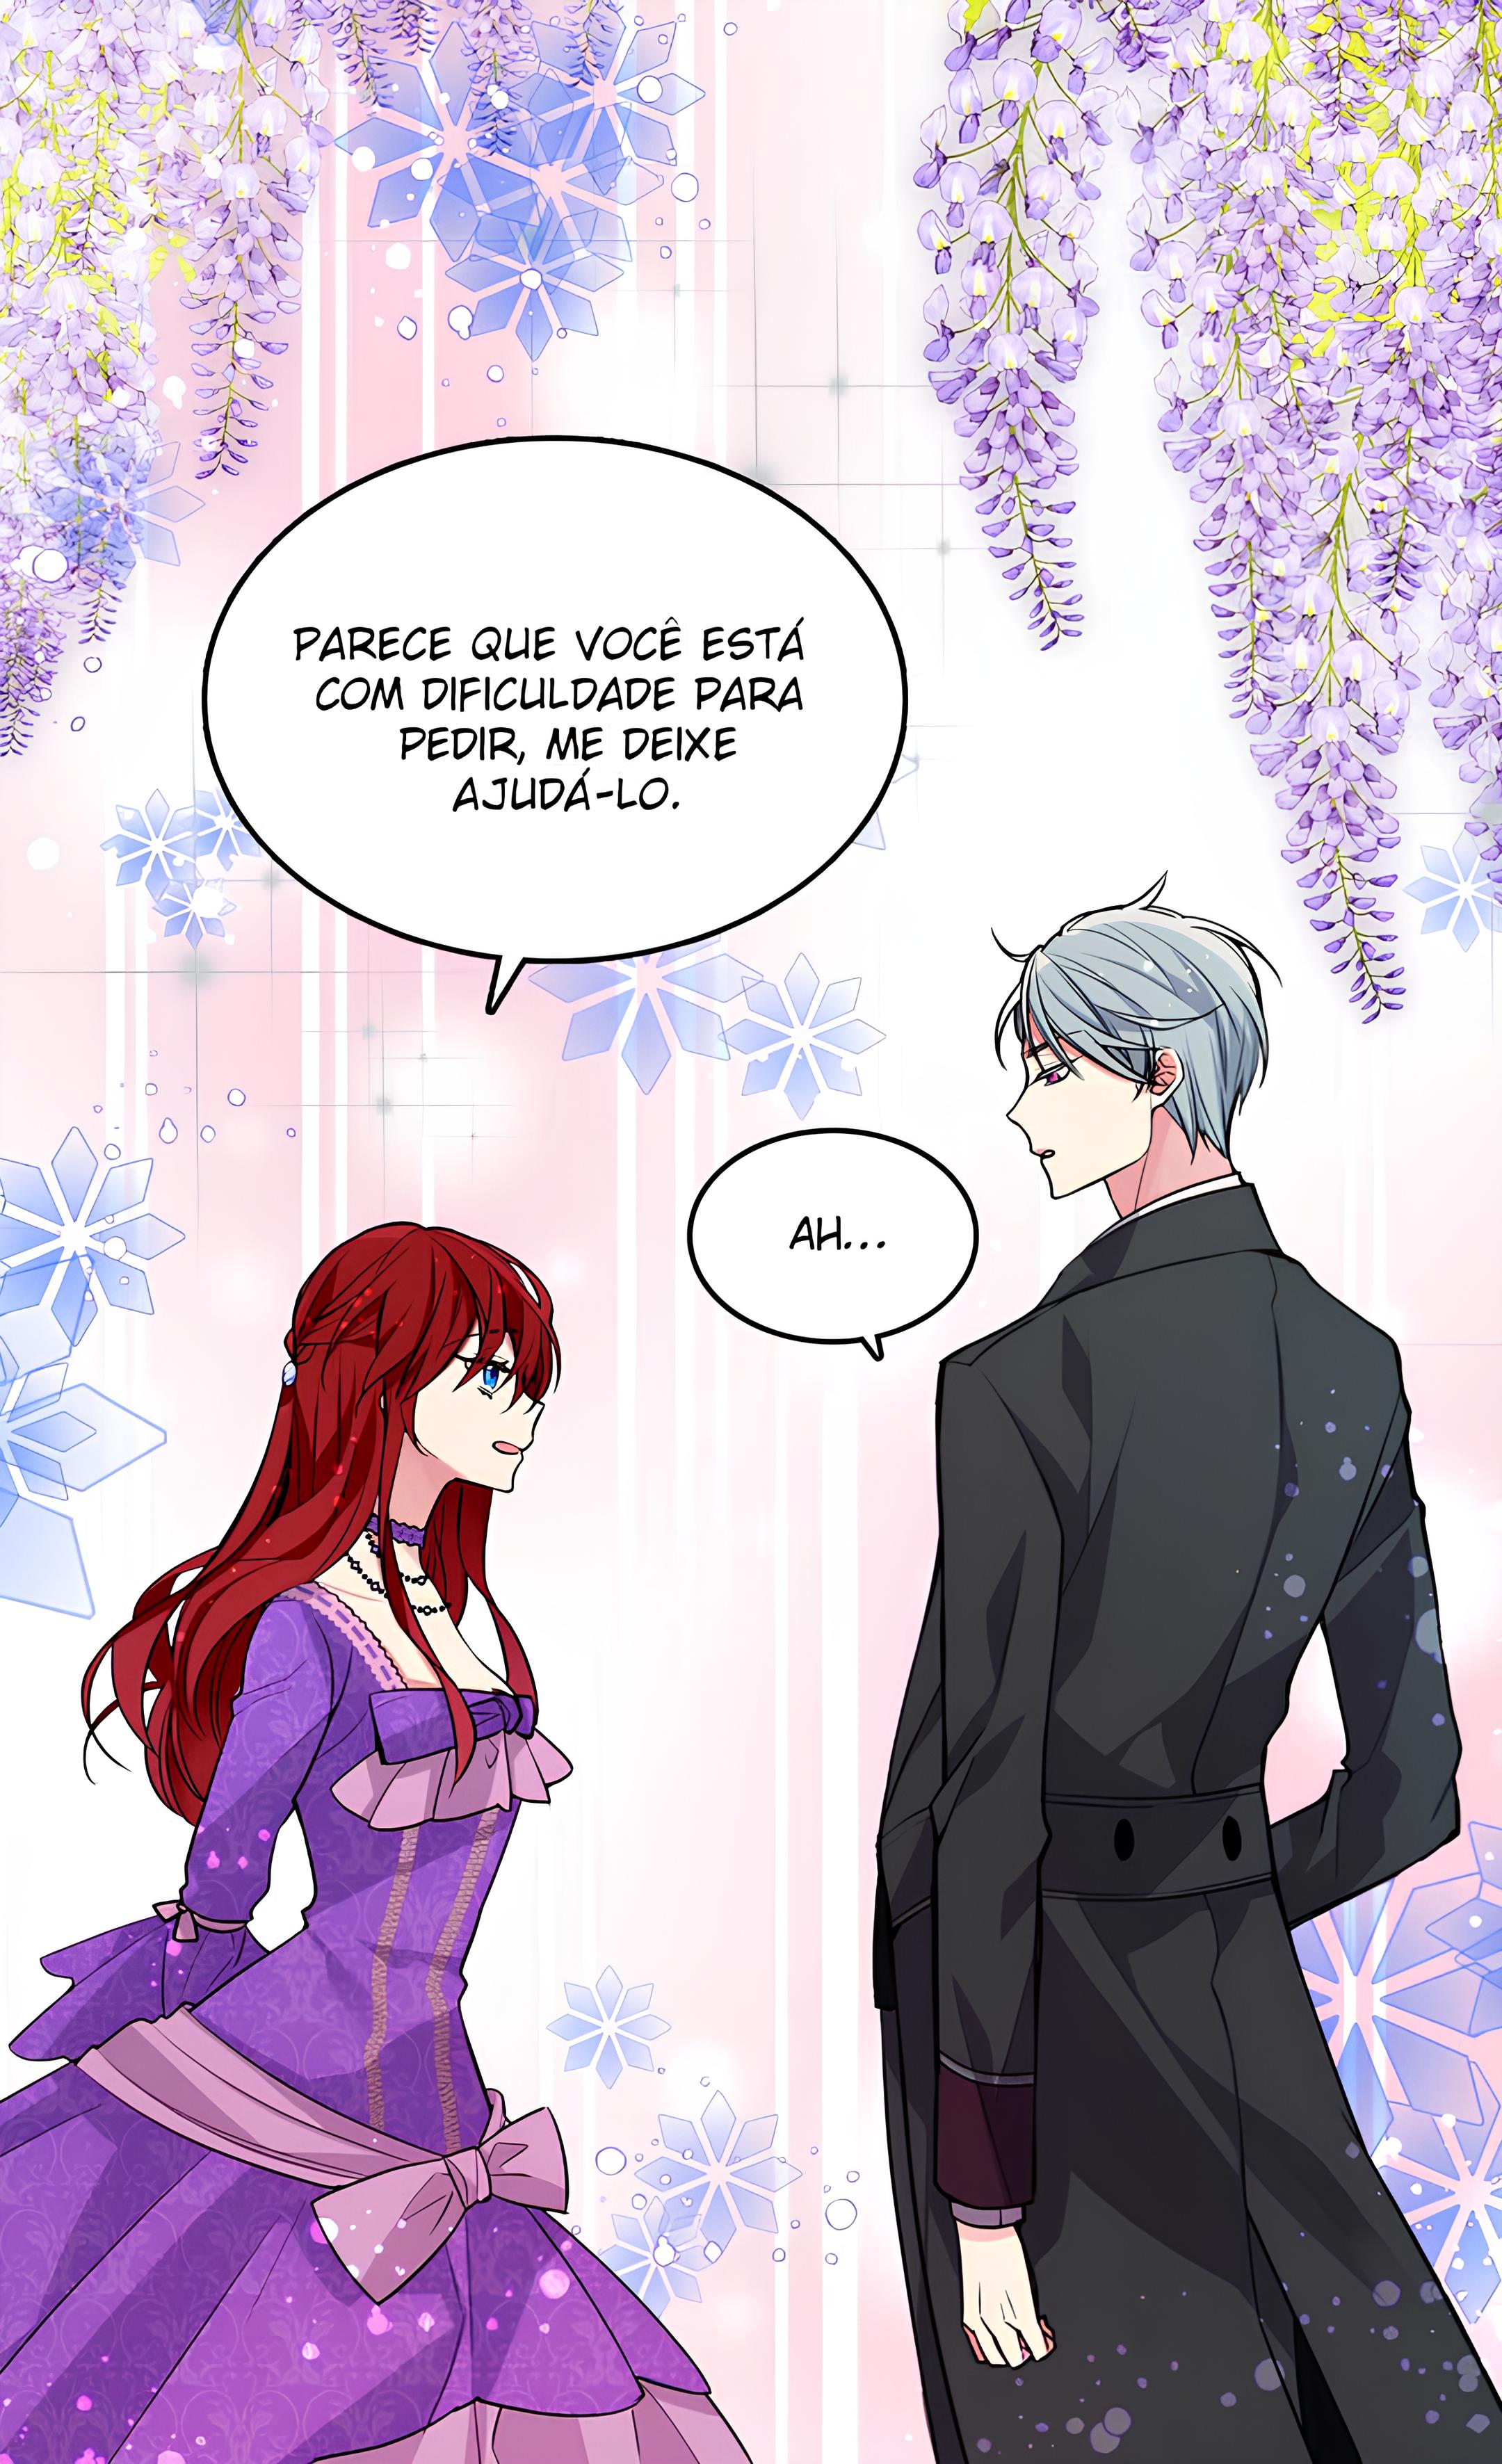 PARECE QUE VOCÊ ESTÁ
COM DIFICULDADE PARA
PEDIR, ME DEIXE
AJUDÁ-LO.
AH...